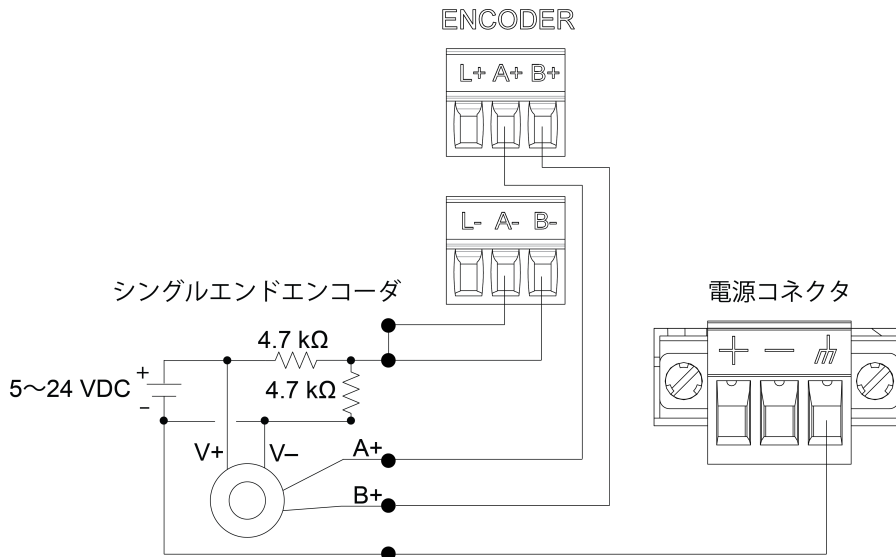 ENCODER
L+ A+ B+
L- A- B-
シングルエンドエンコーダ
電源コネクタ
4.7 kΩ
+ −
5～24 VDC
+
4.7 kΩ
−
V+
V−
A+
B+